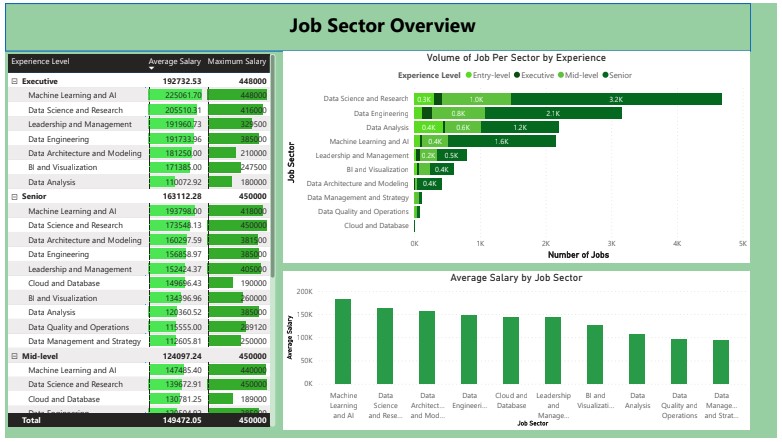 Job Sector Overview
Experience Level Average Salary Maximum Salary
Executive 192732.53 448000
Machine Learning and AI 225061.70 448000
Data Science and Research 205510.31 416000
Leadership and Management 191960.73 329500
Data Engineering 191733.96 385000
Data Architecture and Modeling 181250.00 210000
BI and Visualization 171385.00 247500
Data Analysis 110072.92 180000
Senior 163112.28 450000
Machine Learning and AI 193798.00 418000
Data Science and Research 173548.13 450000
Data Architecture and Modeling 160297.59 381500
Data Engineering 156858.97 385000
Leadership and Management 152424.37 405000
Cloud and Database 149696.43 190000
BI and Visualization 134396.96 260000
Data Analysis 120360.52 385000
Data Quality and Operations 115555.00 289120
Data Management and Strategy 112605.81 250000
Mid-level 124097.24 450000
Machine Learning and AI 147485.40 440000
Data Science and Research 139672.91 450000
Cloud and Database 130781.25 189000
Total 149472.05 450000
Volume of Job Per Sector by Experience
Experience Level Entry-level Executive Mid-level Senior
Job Sector
Data Science and Research 0.3K 1.0K 3.2K
Data Engineering 0.8K 2.1K
Data Analysis 0.4K 0.6K 1.2K
Machine Learning and AI 0.4K 1.6K
Leadership and Management 0.2K 0.5K
BI and Visualization 0.4K
Data Architecture and Modeling 0.4K
Data Management and Strategy
Data Quality and Operations
Cloud and Database
0K 1K 2K 3K 4K 5K
Number of Jobs
Average Salary by Job Sector
Average Salary
200K
150K
100K
50K
0K
Machine Data Data Data Cloud and Leadership BI and Data Data Data
Learning Science Architect... Engineeri... Database and Visualizati... Analysis Quality and Manage...
and AI and Rese... and Mod... Manage... Operations and Strat...
Job Sector